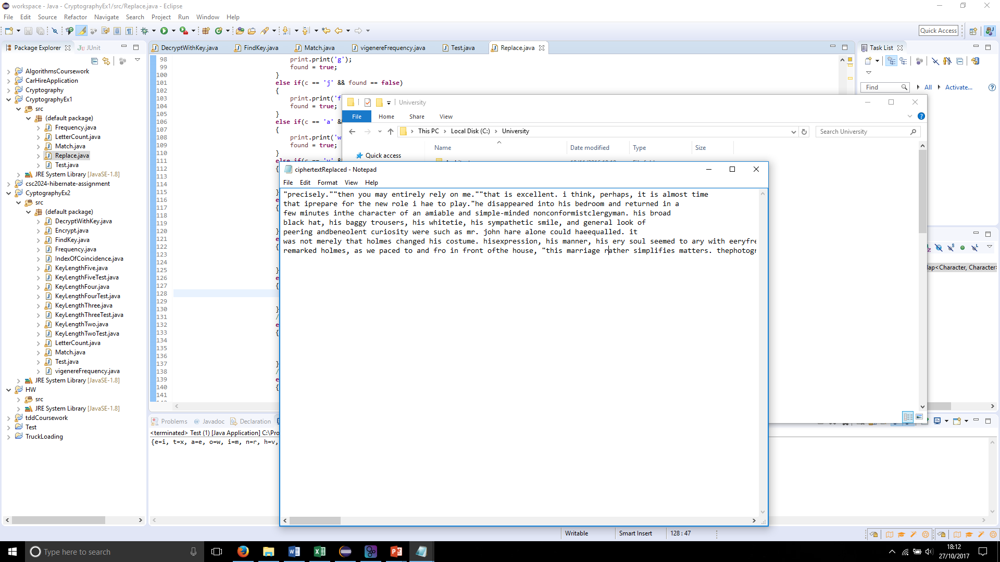 workspace - Java - CryptographyEx1/src/Replace.java - Eclipse
File Edit Source Refactor Navigate Search Project Run Window Help
Quick Access
Package Explorer JUnit
DecryptWithKey.java FindKey.java Match.java vigenereFrequency.java Test.java Replace.java
Task List
Find All Activate...
AlgorithmsCoursework
CarHireApplication
Cryptography
CryptographyEx1
src
(default package)
Frequency.java
LetterCount.java
Match.java
Replace.java
Test.java
JRE System Library [JavaSE-1.8]
csc2024-hibernate-assignment
CyptographyEx2
src
(default package)
DecryptWithKey.java
Encrypt.java
FindKey.java
Frequency.java
IndexOfCoincidence.java
KeyLengthFive.java
KeyLengthFiveTest.java
KeyLengthFour.java
KeyLengthFourTest.java
KeyLengthThree.java
KeyLengthThreeTest.java
KeyLengthTwo.java
KeyLengthTwoTest.java
LetterCount.java
Match.java
Test.java
vigenereFrequency.java
JRE System Library [JavaSE-1.8]
HW
src
JRE System Library [JavaSE-1.8]
tddCoursework
Test
TruckLoading
98 print.print('g');
99 found = true;
100 }
101 else if(c == 'j' && found == false)
102 {
103 print.print('f
104 found = true;
105 }
106 else if(c == 'a' &
107 {
108 print.print('w
109 found = true;
110 }
111
112 {
113
114 }
115
116 e
117 {
118
119
120 }
121 e
122 {
123
124
125 }
126 e
127 {
128
129
130 }
131 /
132 e
133 {
134
135
136
137 }
138 /
139 e
140 {
141
University
File Home Share View
This PC Local Disk (C:) University
Search University
Name Date modified Type Size
Quick access
ciphertextReplaced - Notepad
File Edit Format View Help
"precisely.""then you may entirely rely on me.""that is excellent. i think, perhaps, it is almost time
that iprepare for the new role i hae to play."he disappeared into his bedroom and returned in a
few minutes inthe character of an amiable and simple-minded nonconformistclergyman. his broad
black hat, his baggy trousers, his whitetie, his sympathetic smile, and general look of
peering andbeneolent curiosity were such as mr. john hare alone could haeequalled. it
was not merely that holmes changed his costume. hisexpression, his manner, his ery soul seemed to ary with eeryfre
remarked holmes, as we paced to and fro in front ofthe house, "this marriage rather simplifies matters. thephotogr
ap<Character, Character>
Problems Javadoc Declaration
<terminated> Test (1) [Java Application] C:\Pro
{e=i, t=x, a=e, o=w, i=m, n=r, h=v,
Writable Smart Insert 128 : 47
Type here to search
18:12
27/10/2017